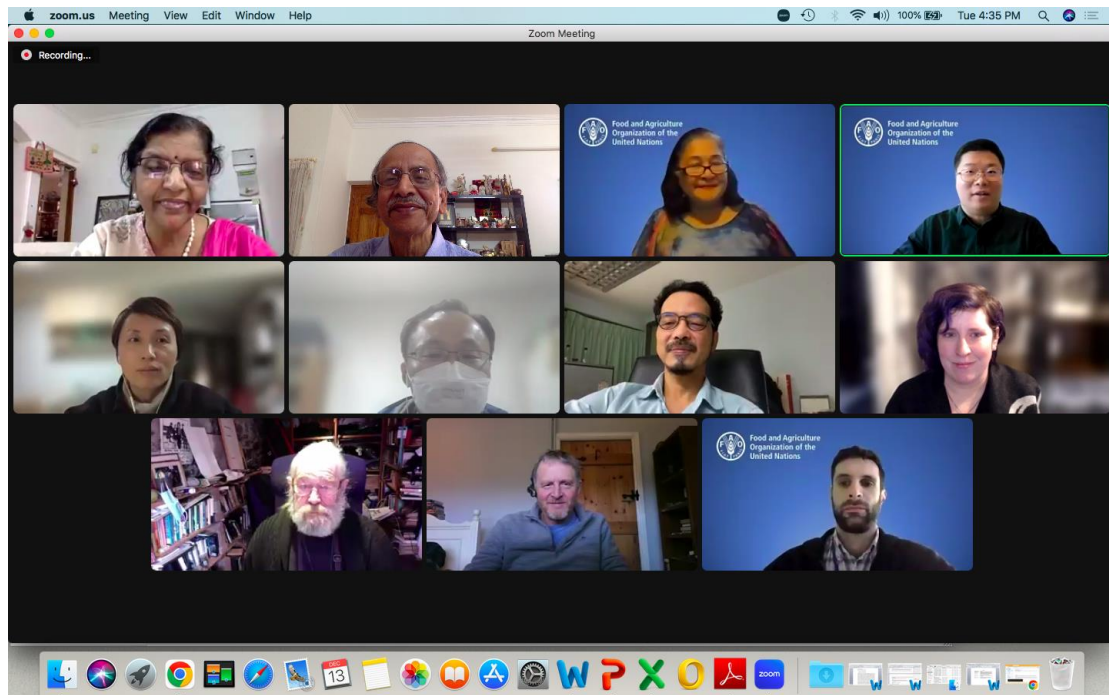 zoom.us Meeting View Edit Window Help 100% Tue 4:35 PM
Zoom Meeting
Recording...
Food and Agriculture
Organization of the
United Nations
Food and Agriculture
Organization of the
United Nations
Food and Agriculture
Organization of the
United Nations
DEC
13
W P X O zoom